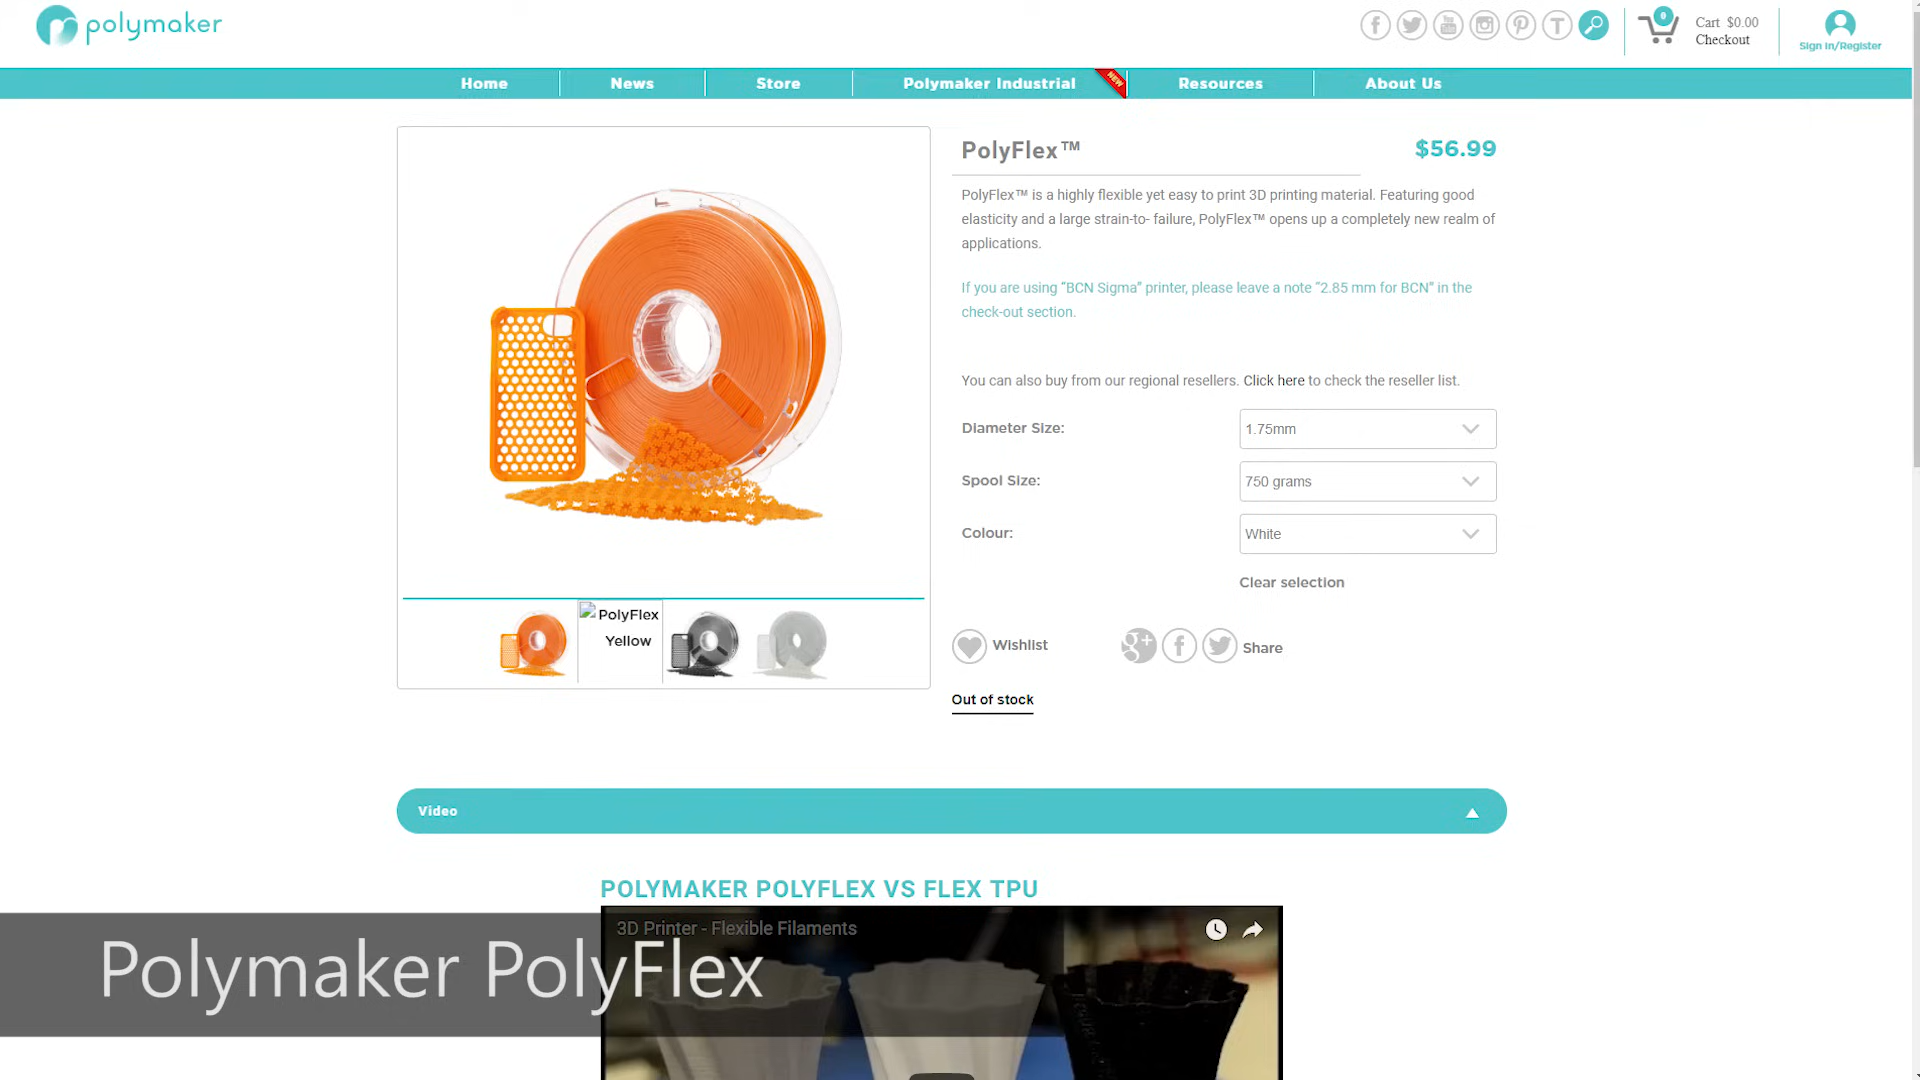 polymaker
0
Cart $0.00
Checkout
Sign In/Register
Home
News
Store
Polymaker Industrial
NEW
Resources
About Us
PolyFlex™
$56.99
PolyFlex™ is a highly flexible yet easy to print 3D printing material. Featuring good
elasticity and a large strain-to- failure, PolyFlex™ opens up a completely new realm of
applications.
If you are using “BCN Sigma” printer, please leave a note “2.85 mm for BCN” in the
check-out section.
You can also buy from our regional resellers. Click here to check the reseller list.
Diameter Size:
1.75mm
Spool Size:
750 grams
Colour:
White
Clear selection
PolyFlex
Yellow
Wishlist
Share
Out of stock
Video
POLYMAKER POLYFLEX VS FLEX TPU
3D Printer - Flexible Filaments
Polymaker PolyFlex